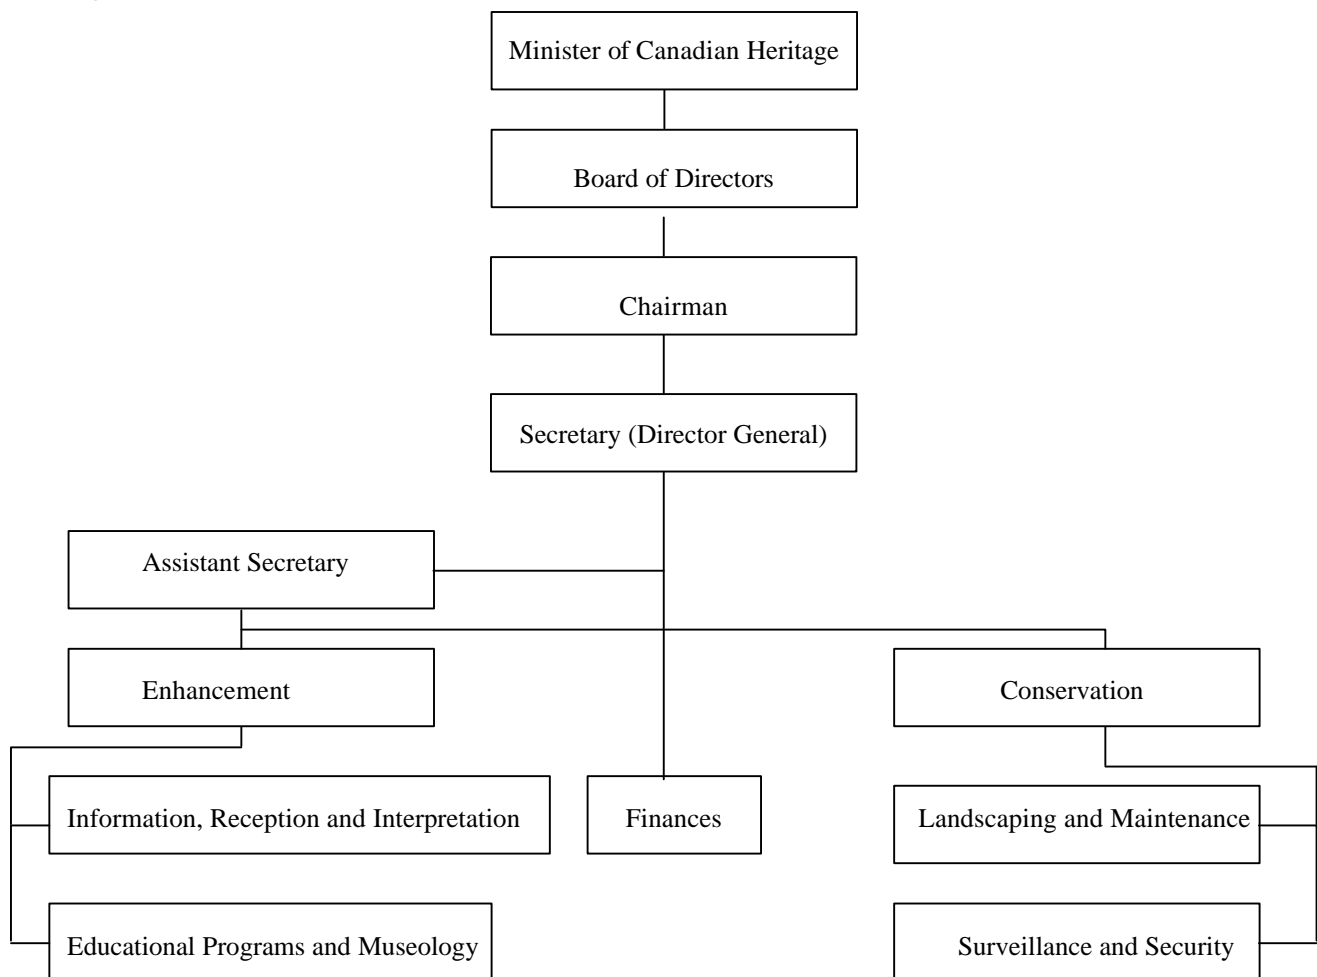 Minister of Canadian Heritage
Board of Directors
Chairman
Secretary (Director General)
Assistant Secretary
Enhancement
Conservation
Information, Reception and Interpretation
Finances
Landscaping and Maintenance
Educational Programs and Museology
Surveillance and Security